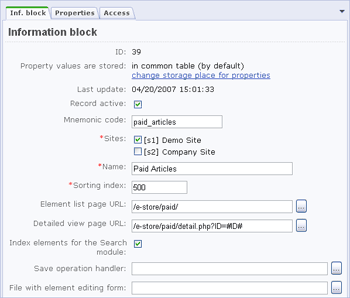 Inf. block Properties Access
Information block
ID: 39
Property values are stored: in common table (by default)
change storage place for properties
Last update: 04/20/2007 15:01:33
Record active:
Mnemonic code: paid_articles
*Sites: [s1] Demo Site
[s2] Company Site
*Name: Paid Articles
*Sorting index: 500
Element list page URL: /e-store/paid/ ...
Detailed view page URL: /e-store/paid/detail.php?ID=#ID# ...
Index elements for the Search
module:
Save operation handler: ...
File with element editing form: ...